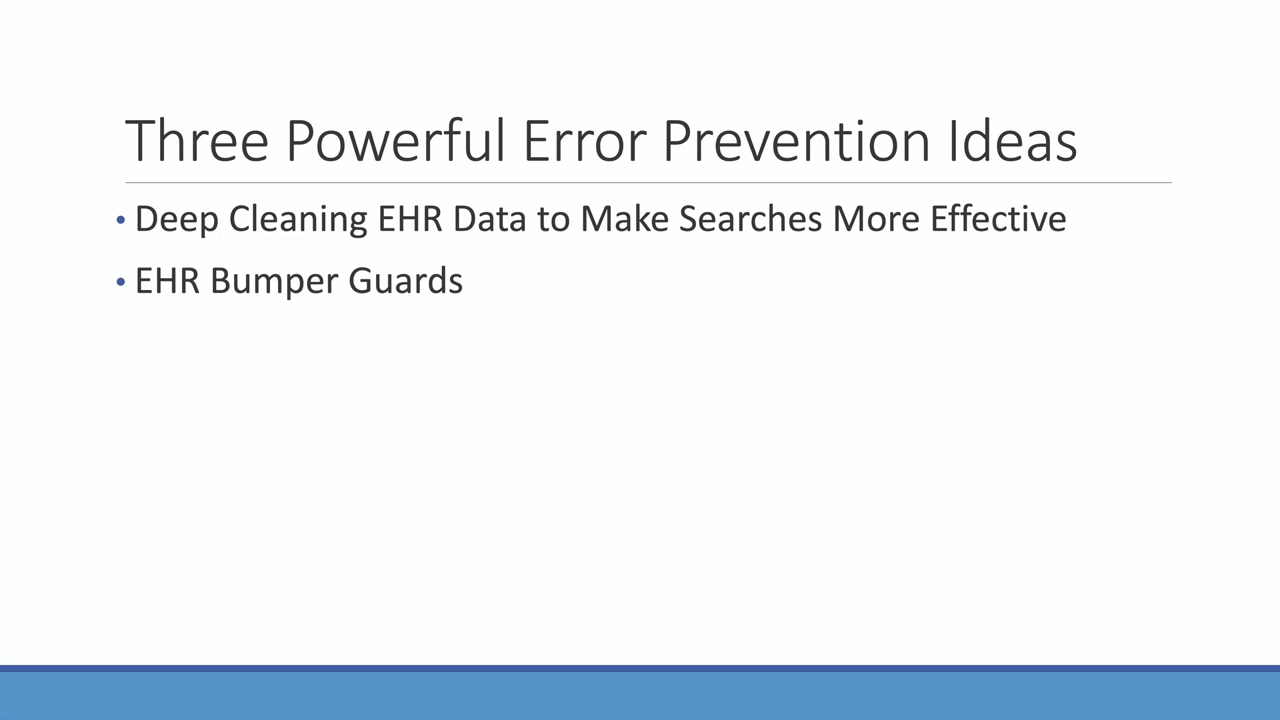 Three Powerful Error Prevention Ideas
• Deep Cleaning EHR Data to Make Searches More Effective
• EHR Bumper Guards